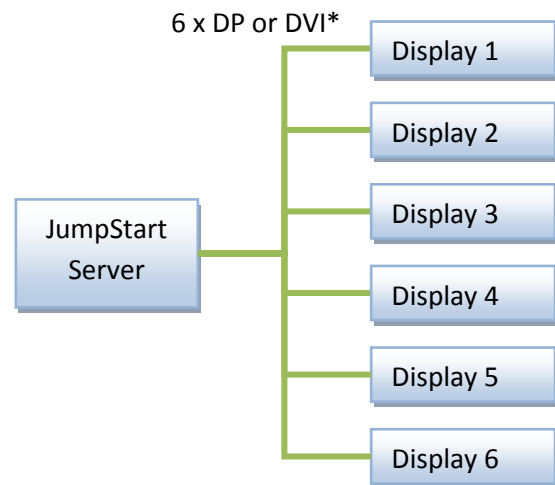 6 x DP or DVI*
Display 1
Display 2
Display 3
JumpStart
Server
Display 4
Display 5
Display 6